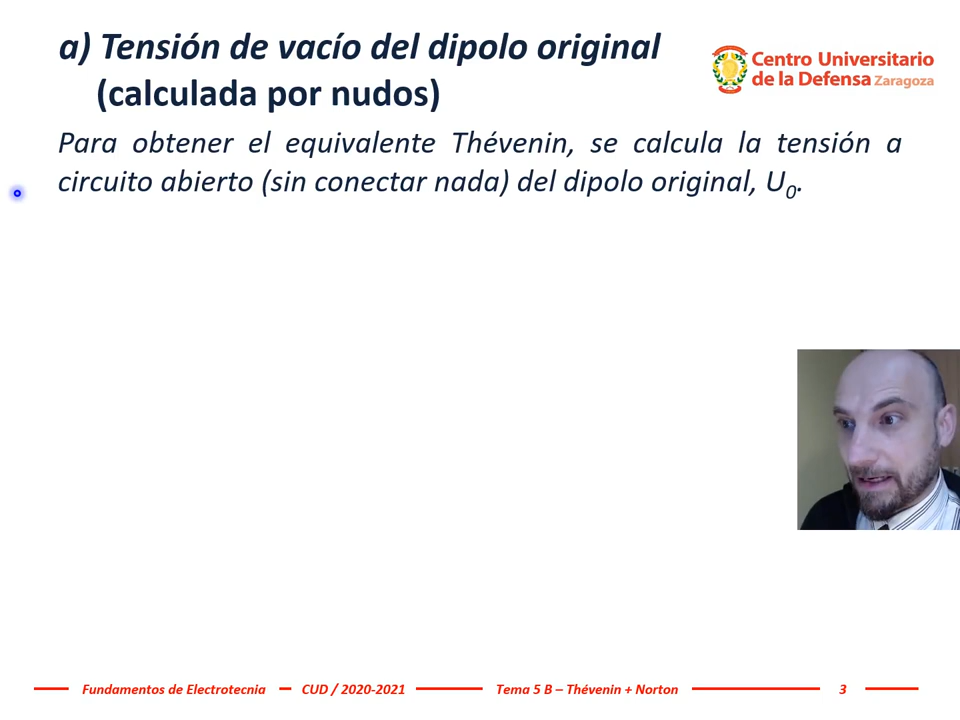 a) Tensión de vacío del dipolo original
(calculada por nudos)
Centro Universitario
de la Defensa Zaragoza
Para obtener el equivalente Thévenin, se calcula la tensión a
circuito abierto (sin conectar nada) del dipolo original, U0.
Fundamentos de Electrotecnia CUD / 2020-2021 Tema 5 B – Thévenin + Norton 3